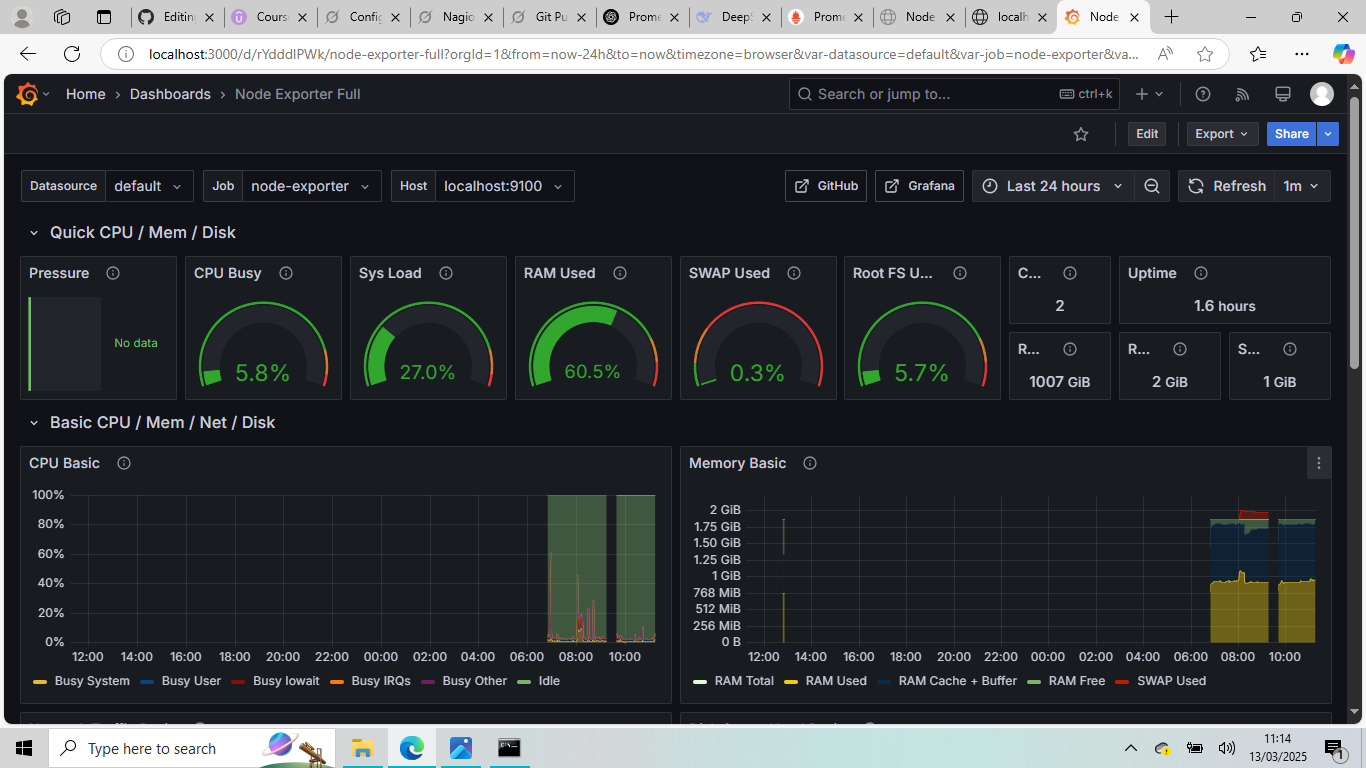 Editin
Course
Config
Nagio
Git Pu
Prome
DeepS
Prome
Node
localh
Node
localhost:3000/d/rYdddlPWk/node-exporter-full?orgId=1&from=now-24h&to=now&timezone=browser&var-datasource=default&var-job=node-exporter&va...
Home › Dashboards › Node Exporter Full
Search or jump to...
ctrl+k
Edit
Export
Share
Datasource default
Job node-exporter
Host localhost:9100
GitHub
Grafana
Last 24 hours
Refresh 1m
Quick CPU / Mem / Disk
Pressure
No data
CPU Busy
5.8%
Sys Load
27.0%
RAM Used
60.5%
SWAP Used
0.3%
Root FS U...
5.7%
C...
2
Uptime
1.6 hours
R...
1007 GiB
R...
2 GiB
S...
1 GiB
Basic CPU / Mem / Net / Disk
CPU Basic
100%
80%
60%
40%
20%
0%
12:00 14:00 16:00 18:00 20:00 22:00 00:00 02:00 04:00 06:00 08:00 10:00
Busy System Busy User Busy Iowait Busy IRQs Busy Other Idle
Memory Basic
2 GiB
1.75 GiB
1.50 GiB
1.25 GiB
1 GiB
768 MiB
512 MiB
256 MiB
0 B
12:00 14:00 16:00 18:00 20:00 22:00 00:00 02:00 04:00 06:00 08:00 10:00
RAM Total RAM Used RAM Cache + Buffer RAM Free SWAP Used
Type here to search
11:14
13/03/2025
1